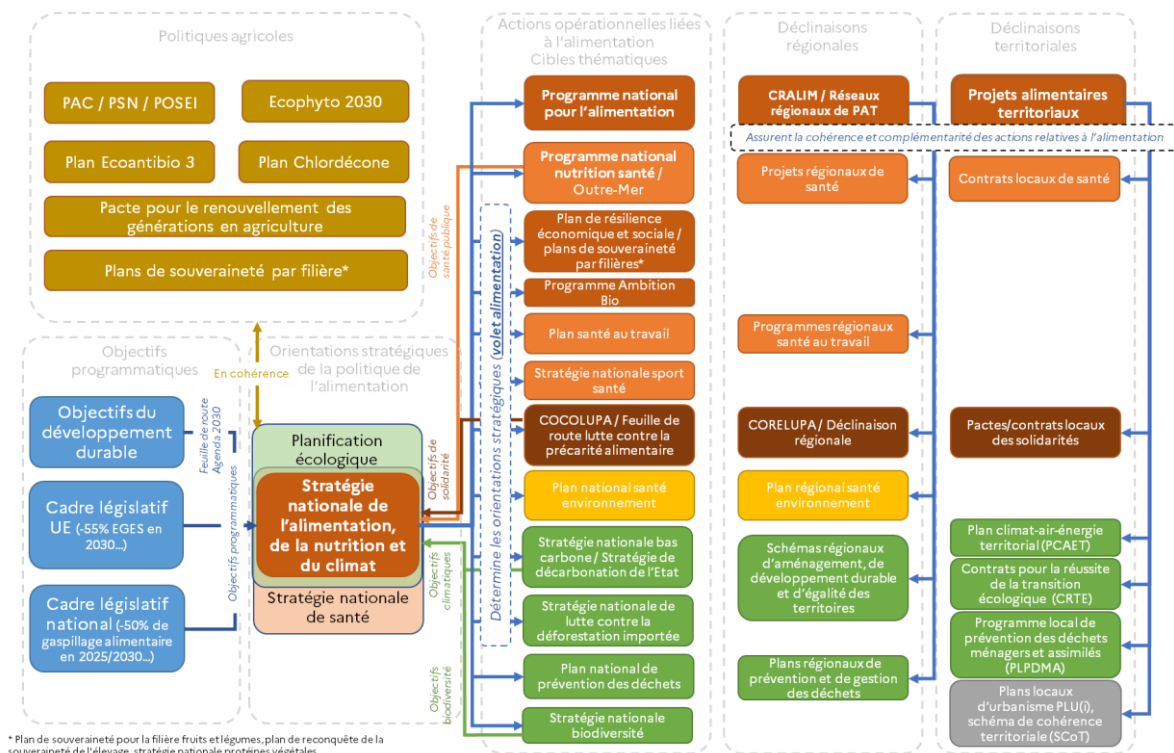 Politiques agricoles
PAC / PSN / POSEI
Ecophyto 2030
Plan Ecoantibio 3
Plan Chlordécone
Pacte pour le renouvellement des
générations en agriculture
Plans de souveraineté par filière*
Objectifs
programmatiques
En cohérence
Orientations stratégiques
de la politique de
l'alimentation
Objectifs du
développement
durable
Feuille de route
Agenda 2030
Cadre législatif
UE (-55% EGES en
2030...)
Objectifs programmatiques
Cadre législatif
national (-50% de
gaspillage alimentaire
en 2025/2030...)
Planification
écologique
Stratégie
nationale de
l'alimentation,
de la nutrition et
du climat
Stratégie nationale
de santé
Objectifs de
santé publique
Objectifs de
solidarité
Objectifs
climatiques
Objectifs
biodiversité
Détermine les orientations stratégiques (volet alimentation)
Actions opérationnelles liées
à l'alimentation
Cibles thématiques
Programme national
pour l'alimentation
Programme national
nutrition santé /
Outre-Mer
Plan de résilience
économique et sociale /
plans de souveraineté
par filières*
Programme Ambition
Bio
Plan santé au travail
Stratégie nationale sport
santé
COCOLUPA / Feuille de
route lutte contre la
précarité alimentaire
Plan national santé
environnement
Stratégie nationale bas
carbone / Stratégie de
décarbonation de l'Etat
Stratégie nationale de
lutte contre la
déforestation importée
Plan national de
prévention des déchets
Stratégie nationale
biodiversité
Déclinaisons
régionales
CRALIM / Réseaux
régionaux de PAT
Assurent la cohérence et complémentarité des actions relatives à l'alimentation
Projets régionaux de
santé
Programmes régionaux
santé au travail
CORELUPA / Déclinaison
régionale
Plan régional santé
environnement
Schémas régionaux
d'aménagement, de
développement durable
et d'égalité des
territoires
Plans régionaux de
prévention et de gestion
des déchets
Déclinaisons
territoriales
Projets alimentaires
territoriaux
Contrats locaux de santé
Pactes/contrats locaux
des solidarités
Plan climat-air-énergie
territorial (PCAET)
Contrats pour la réussite
de la transition
écologique (CRTE)
Programme local de
prévention des déchets
ménagers et assimilés
(PLPDMA)
Plans locaux
d'urbanisme PLU(i),
schéma de cohérence
territoriale (SCoT)
* Plan de souveraineté pour la filière fruits et légumes, plan de reconquête de la
souveraineté de l'élevage, stratégie nationale protéines végétales